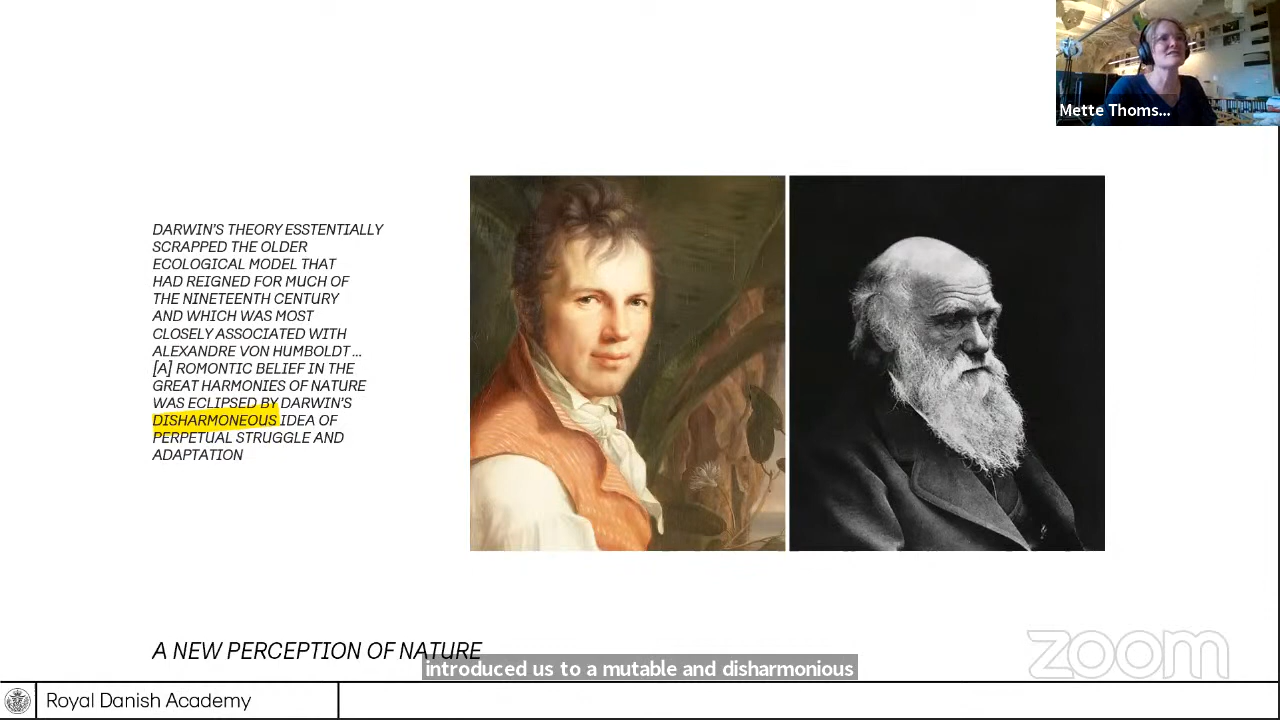 Mette Thoms...
DARWIN'S THEORY ESSTENTIALLY
SCRAPPED THE OLDER
ECOLOGICAL MODEL THAT
HAD REIGNED FOR MUCH OF
THE NINETEENTH CENTURY
AND WHICH WAS MOST
CLOSELY ASSOCIATED WITH
ALEXANDRE VON HUMBOLDT ...
[A] ROMONTIC BELIEF IN THE
GREAT HARMONIES OF NATURE
WAS ECLIPSED BY DARWIN'S
DISHARMONEOUS IDEA OF
PERPETUAL STRUGGLE AND
ADAPTATION
A NEW PERCEPTION OF NATURE
introduced us to a mutable and disharmonious
zoom
Royal Danish Academy